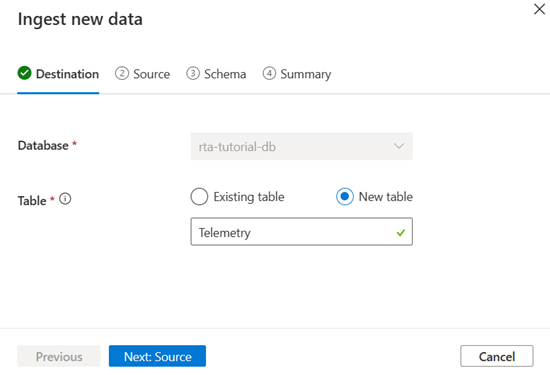 Ingest new data
Destination 2 Source 3 Schema 4 Summary
Database * rta-tutorial-db
Table * Existing table New table
Telemetry
Previous Next: Source Cancel